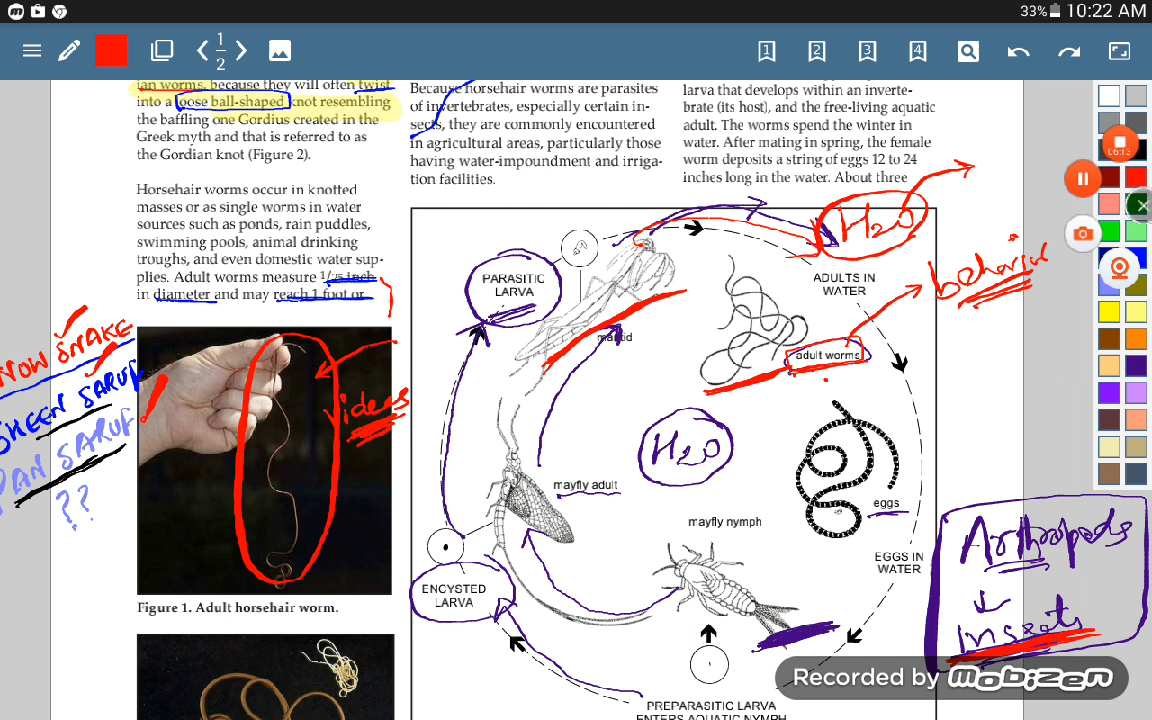 33% 10:22 AM
1
2
1 2 3 4
ian worms, because they will often twist
into a loose ball-shaped knot resembling
the baffling one Gordius created in the
Greek myth and that is referred to as
the Gordian knot (Figure 2).
Horsehair worms occur in knotted
masses or as single worms in water
sources such as ponds, rain puddles,
swimming pools, animal drinking
troughs, and even domestic water sup-
plies. Adult worms measure 1/25 inch
in diameter and may reach 1 foot or
NOW SNAKE
SARUP
SARUP
??
Videos
Figure 1. Adult horsehair worm.
Because horsehair worms are parasites
of invertebrates, especially certain in-
sects, they are commonly encountered
in agricultural areas, particularly those
having water-impoundment and irriga-
tion facilities.
larva that develops within an inverte-
brate (its host), and the free-living aquatic
adult. The worms spend the winter in
water. After mating in spring, the female
worm deposits a string of eggs 12 to 24
inches long in the water. About three
H2O
PARASITIC
LARVA
mantid
ADULTS IN
WATER
behavior
adult worms
H2O
mayfly adult
eggs
mayfly nymph
EGGS IN
WATER
ENCYSTED
LARVA
PREPARASITIC LARVA
ENTERS AQUATIC NYMPH
Arthropods
Insects
06:13
Recorded by mobizen